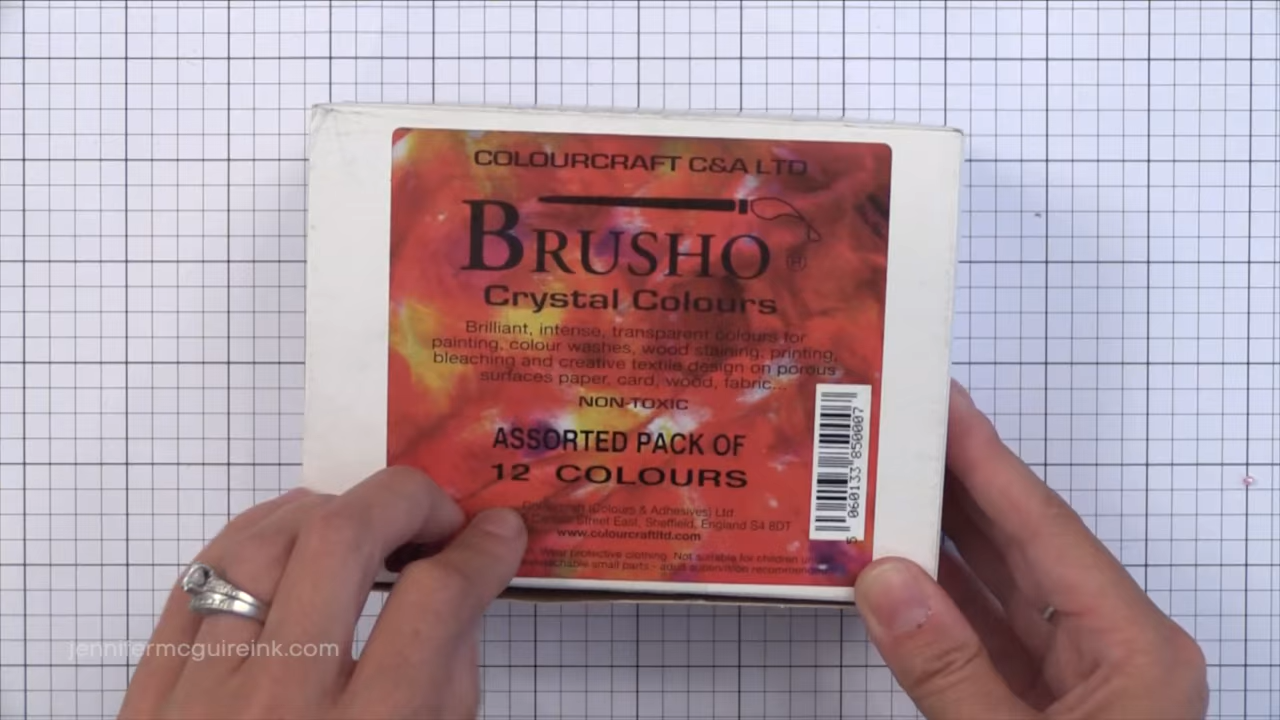 COLOURCRAFT C&A LTD
BRUSHO ®
Crystal Colours
Brilliant, intense, transparent colours for
painting, colour washes, wood staining, printing,
bleaching and creative textile design on porous
surfaces paper, card, wood, fabric...
NON-TOXIC
ASSORTED PACK OF
12 COLOURS
(Colours & Adhesives) Ltd
Street East, Sheffield, England S4 8DT
www.colourcraftltd.com
Wear protective clothing. Not suitable for children
small parts - adult supervision
5 060133 850007
jennifermcguireink.com